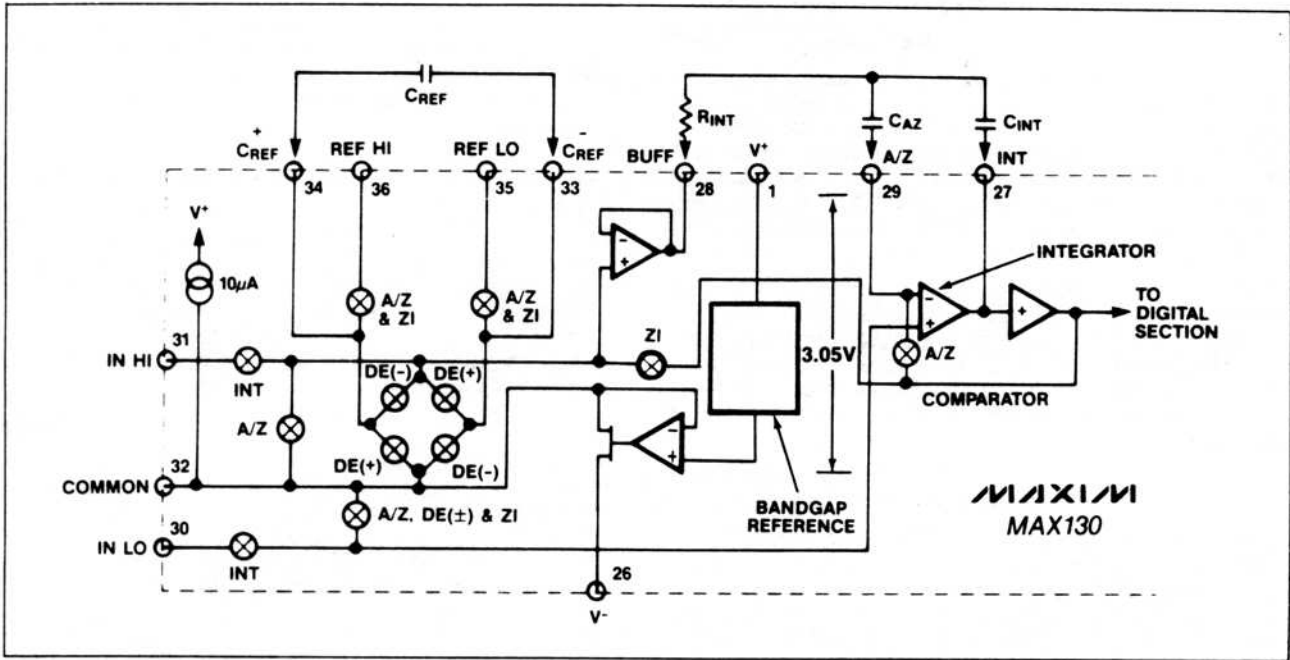 CREF
RINT
CAZ
CINT
+
CREF
REF HI
REF LO
-
CREF
BUFF
V+
A/Z
INT
34
36
35
33
28
1
29
27
V+
10µA
A/Z
& ZI
A/Z
& ZI
-
+
INTEGRATOR
-
+
+
TO
DIGITAL
SECTION
31
IN HI
INT
ZI
3.05V
A/Z
DE(-)
DE(+)
COMPARATOR
A/Z
DE(+)
DE(-)
-
+
32
COMMON
A/Z, DE(±) & ZI
BANDGAP
REFERENCE
MAXIM
MAX130
30
IN LO
INT
26
V-